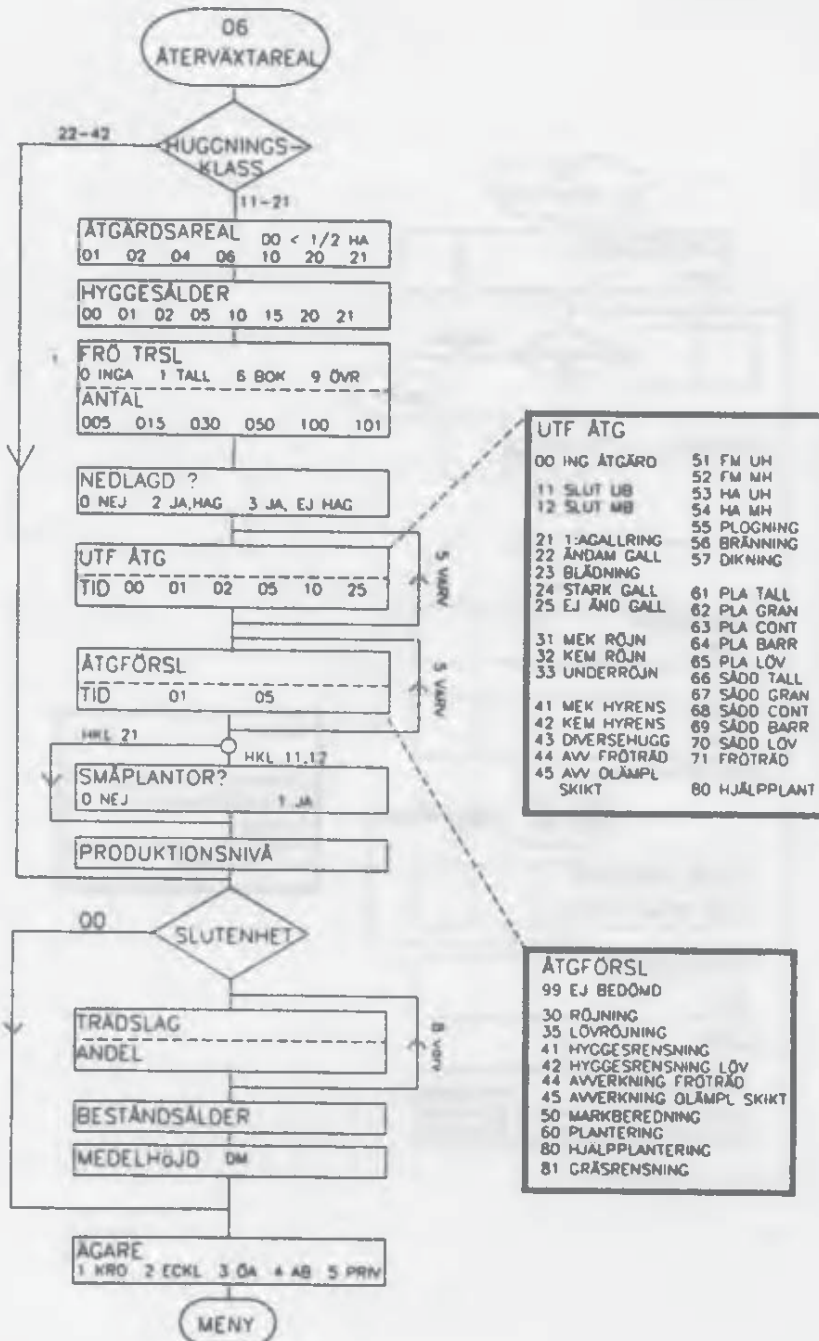 06
ÅTERVÄXTAREAL
22-42
HUGGNINGS-
KLASS
11-21
ÅTGÄRDSAREAL 00 < 1/2 HA
01 02 04 06 10 20 21
HYGGESÅLDER
00 01 02 05 10 15 20 21
FRÖ TRSL
0 INGA 1 TALL 6 BOK 9 ÖVR
ANTAL
005 015 030 050 100 101
NEDLAGD ?
0 NEJ 2 JA,HAG 3 JA, EJ HAG
UTF ÅTG
TID 00 01 02 05 10 25
5 VARV
ÅTGFÖRSL
TID 01 05
5 VARV
HKL 21
HKL 11,12
SMÅPLANTOR?
0 NEJ 1 JA
PRODUKTIONSNIVÅ
00
SLUTENHET
TRÄDSLAG
ANDEL
8 varv
BESTÅNDSÅLDER
MEDELHöJD DM
ÄGARE
1 KRO 2 ECKL 3 ÖA 4 AB 5 PRIV
MENY
UTF ÅTG
00 ING ÅTGÄRD
11 SLUT UB
12 SLUT MB
21 1:AGALLRING
22 ÄNDAM GALL
23 BLÄDNING
24 STARK GALL
25 EJ ÄND GALL
31 MEK RÖJN
32 KEM RÖJN
33 UNDERRÖJN
41 MEK HYRENS
42 KEM HYRENS
43 DIVERSEHUGG
44 AVV FRÖTRÄD
45 AVV OLÄMPL
SKIKT
51 FM UH
52 FM MH
53 HA UH
54 HA MH
55 PLOGNING
56 BRÄNNING
57 DIKNING
61 PLA TALL
62 PLA GRAN
63 PLA CONT
64 PLA BARR
65 PLA LÖV
66 SÅDD TALL
67 SÅDD GRAN
68 SÅDD CONT
69 SÅDD BARR
70 SÅDD LÖV
71 FRÖTRÄD
80 HJÄLPPLANT
ÅTGFÖRSL
99 EJ BEDÖMD
30 RÖJNING
35 LÖVRÖJNING
41 HYGGESRENSNING
42 HYGGESRENSNING LÖV
44 AVVERKNING FRÖTRÄD
45 AVVERKNING OLÄMPL SKIKT
50 MARKBEREDNING
60 PLANTERING
80 HJÄLPPLANTERING
81 GRÄSRENSNING